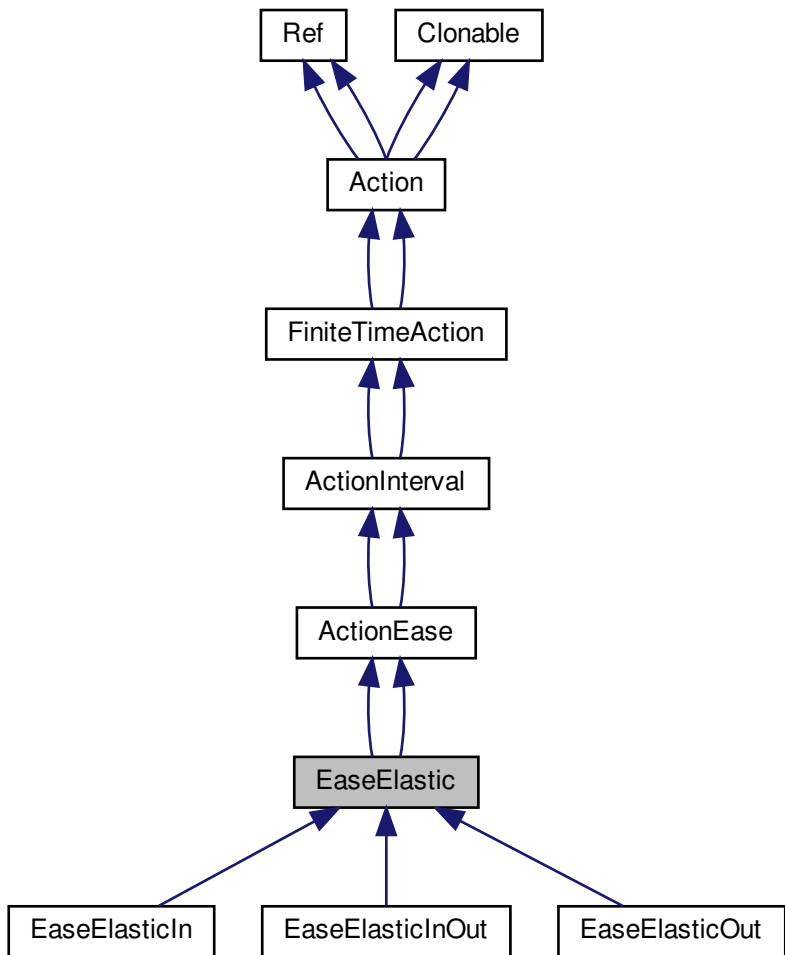 Ref
Clonable
Action
FiniteTimeAction
ActionInterval
ActionEase
EaseElastic
EaseElasticIn
EaseElasticInOut
EaseElasticOut